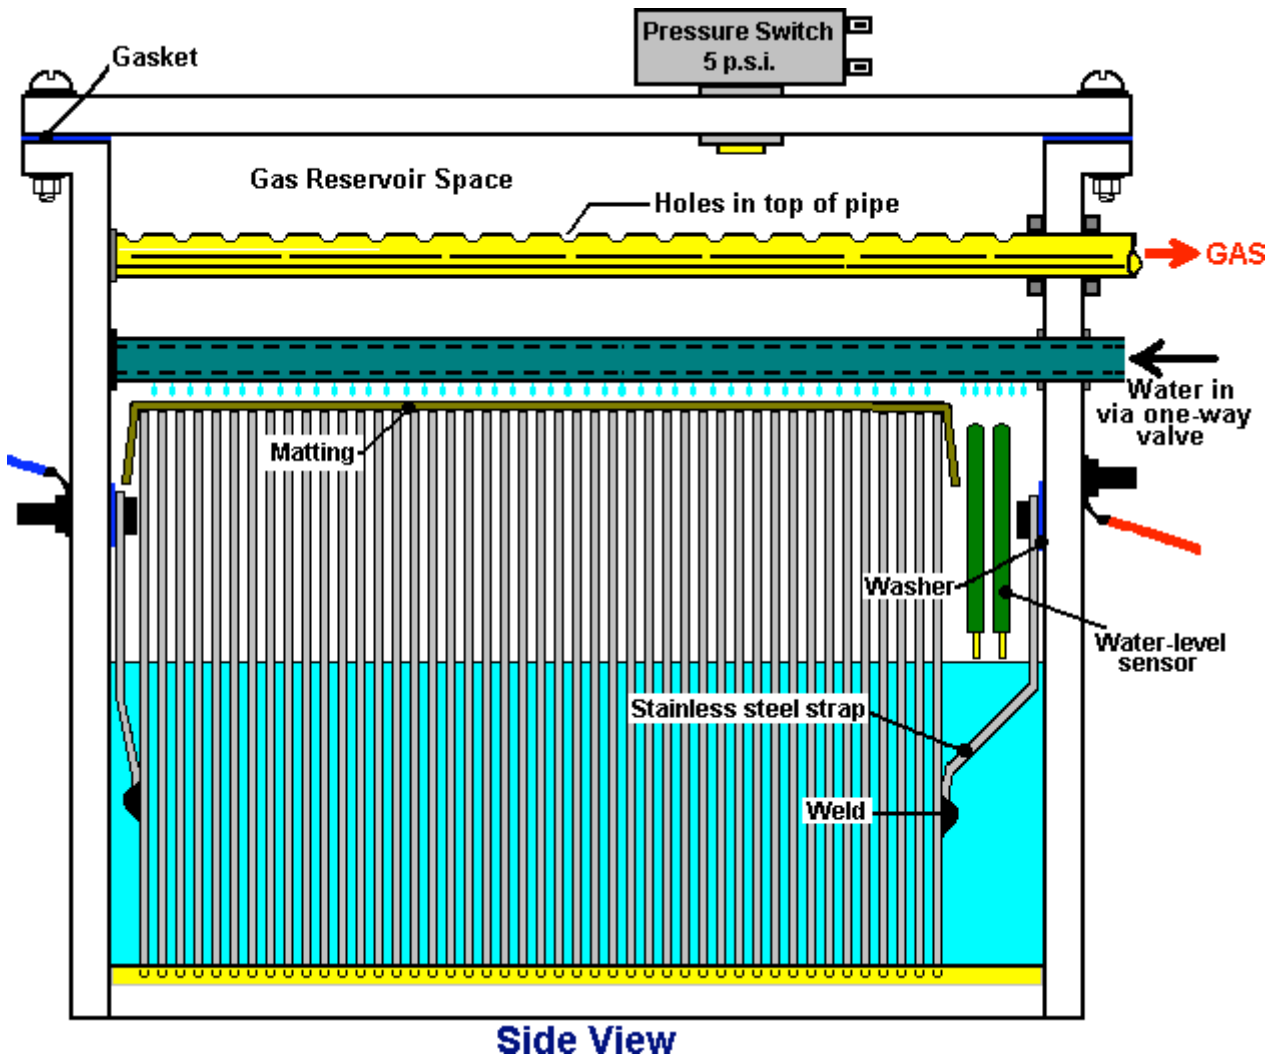 Pressure Switch
5 p.s.i.
Gasket
Gas Reservoir Space
Holes in top of pipe
GAS
Water in
via one-way
valve
Matting
Washer
Water-level
sensor
Stainless steel strap
Weld
Side View